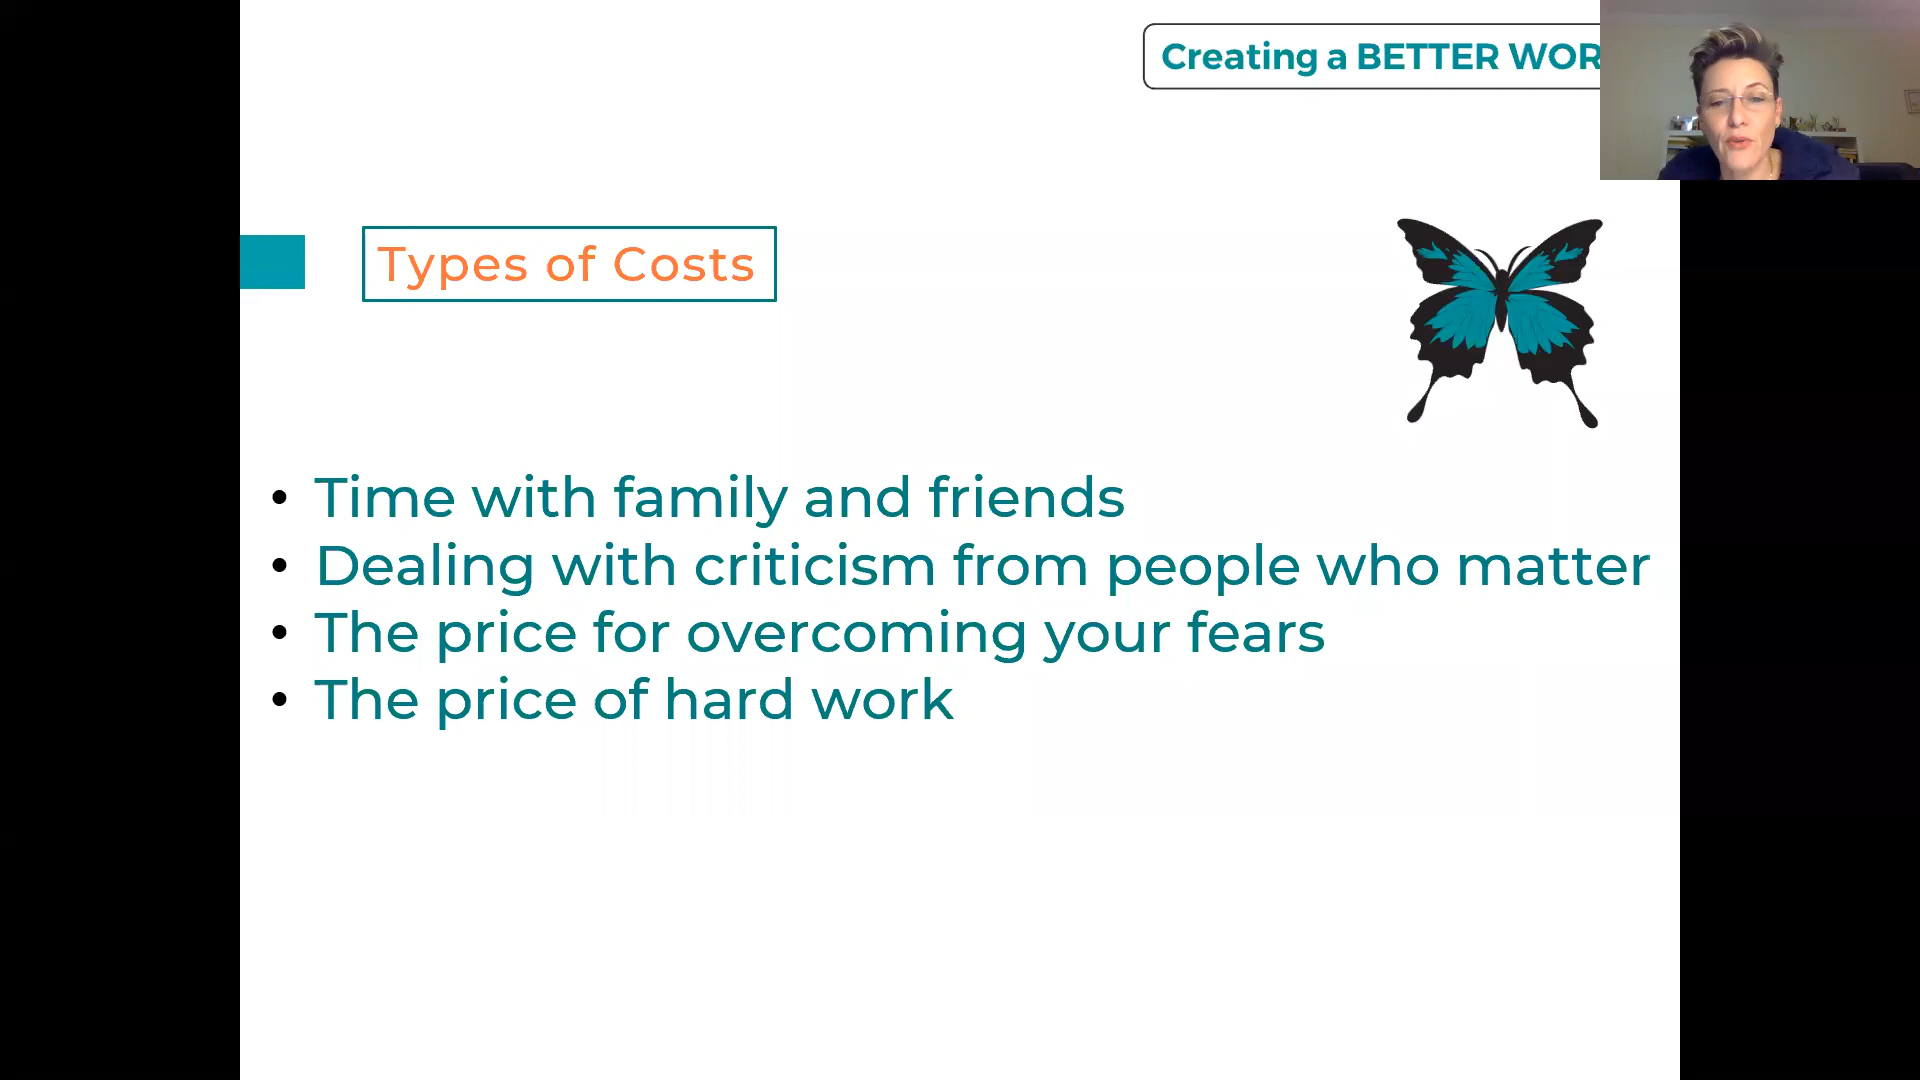 Creating a BETTER WOR
Types of Costs
• Time with family and friends
• Dealing with criticism from people who matter
• The price for overcoming your fears
• The price of hard work